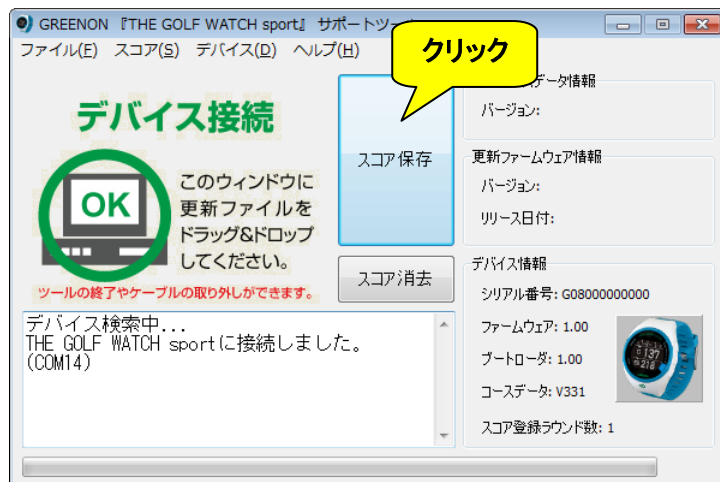 GREENON 『THE GOLF WATCH sport』 サポートツー
ファイル(F) スコア(S) デバイス(D) ヘルプ(H)
クリック
デバイス接続
OK
このウィンドウに
更新ファイルを
ドラッグ&ドロップ
してください。
ツールの終了やケーブルの取り外しができます。
スコア保存
スコア消去
データ情報
バージョン:
更新ファームウェア情報
バージョン:
リリース日付:
デバイス情報
シリアル番号: G08000000000
ファームウェア: 1.00
ブートローダ: 1.00
コースデータ: V331
スコア登録ラウンド数: 1
137
218
デバイス検索中...
THE GOLF WATCH sportに接続しました。
(COM14)